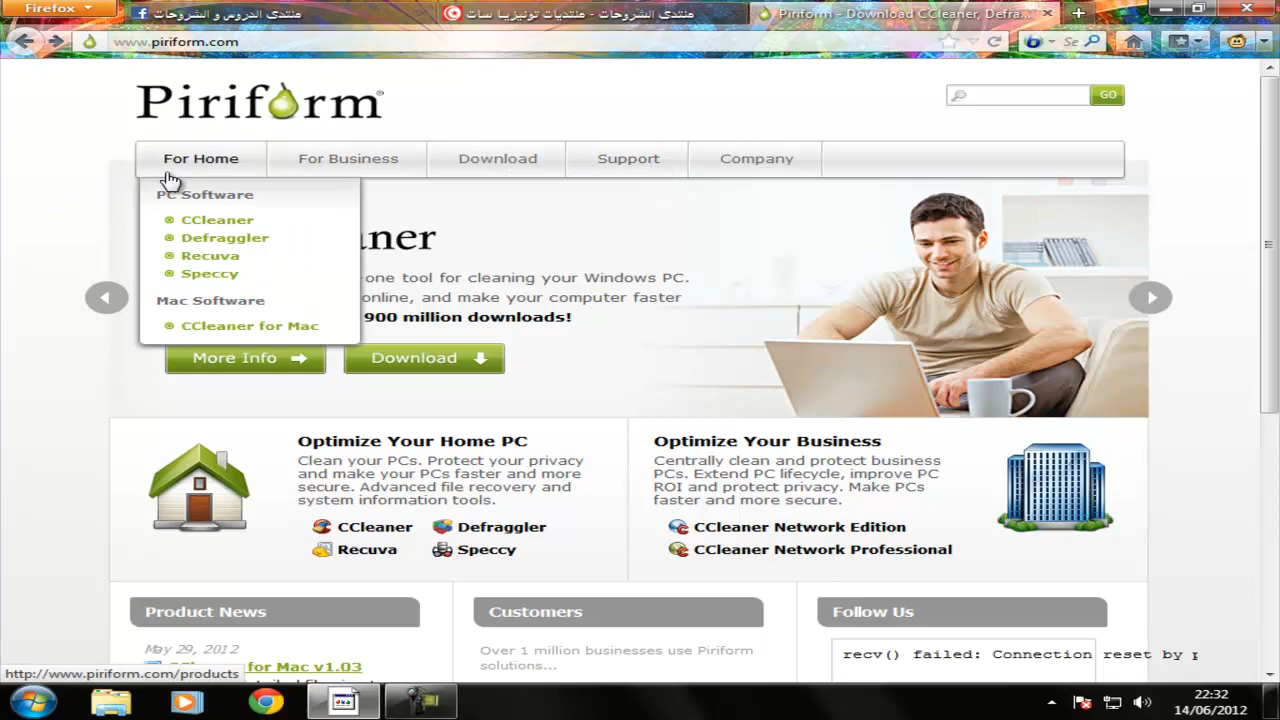 Firefox
منتدى الدروس و الشروحات
منتدى الشروحات - منتديات تونيزيا سات
Piriform - Download CCleaner, Defra...
www.piriform.com
Se
Piriform
GO
For Home
For Business
Download
Support
Company
PC Software
CCleaner
Defraggler
Recuva
Speccy
Mac Software
CCleaner for Mac
aner
-one tool for cleaning your Windows PC.
online, and make your computer faster
900 million downloads!
More Info
Download
Optimize Your Home PC
Clean your PCs. Protect your privacy
and make your PCs faster and more
secure. Advanced file recovery and
system information tools.
CCleaner
Defraggler
Recuva
Speccy
Optimize Your Business
Centrally clean and protect business
PCs. Extend PC lifecycle, improve PC
ROI and protect privacy. Make PCs
faster and more secure.
CCleaner Network Edition
CCleaner Network Professional
Product News
May 29, 2012
for Mac v1.03
Customers
Over 1 million businesses use Piriform
solutions...
Follow Us
recv() failed: Connection reset by p
http://www.piriform.com/products
22:32
14/06/2012